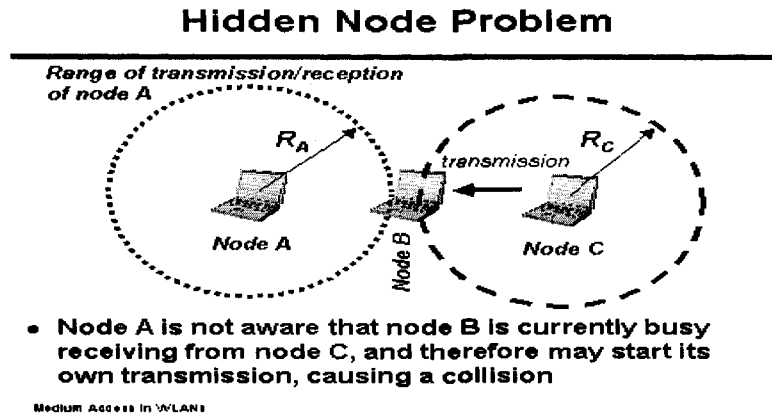 Hidden Node Problem
Range of transmission/reception
of node A
R_A
R_C
transmission
Node A
Node B
Node C
• Node A is not aware that node B is currently busy
receiving from node C, and therefore may start its
own transmission, causing a collision
Medium Access in WLANs